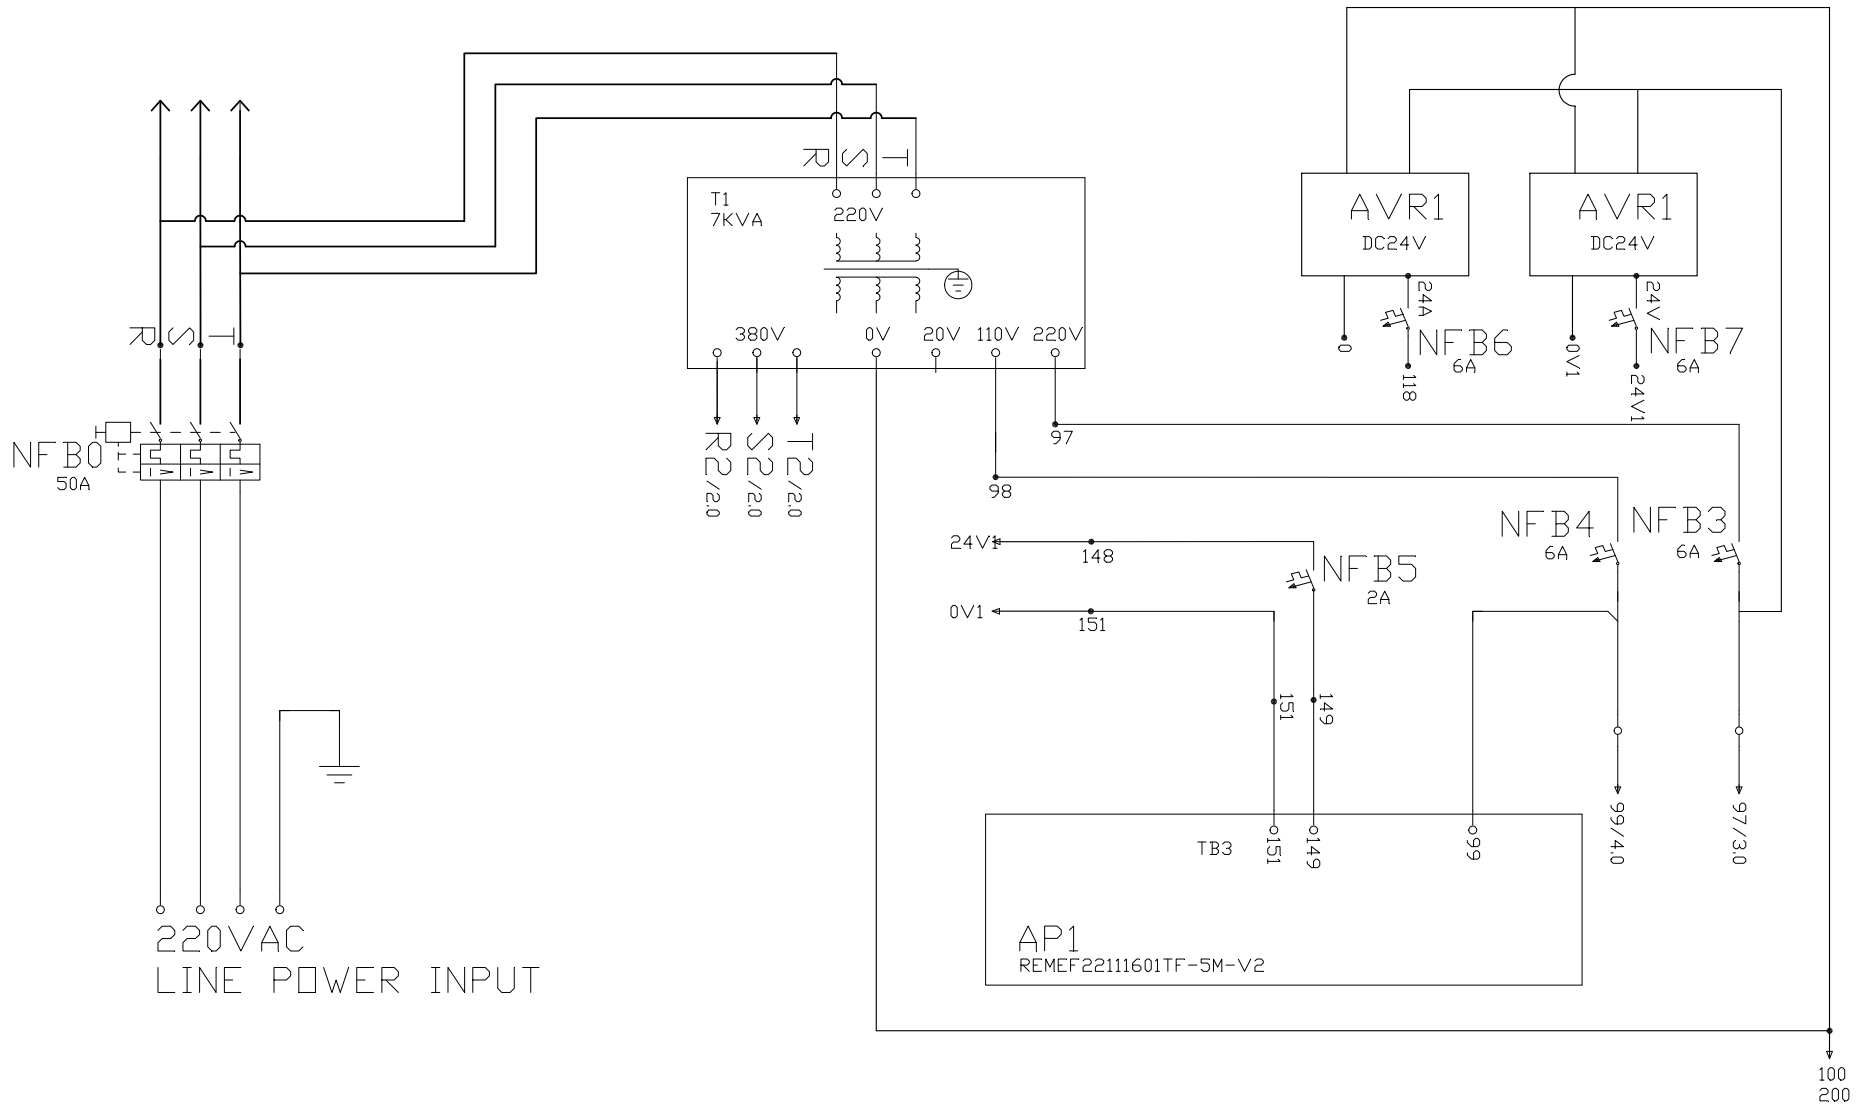 R S T
T1
7KVA
220V
380V 0V 20V 110V 220V
AVR1
DC24V
AVR1
DC24V
24A
NFB6
6A
0
118
24V
NFB7
6A
0V1
24V1
R S T
NFB0
50A
R2/2.0 S2/2.0 T2/2.0
97
98
24V1
148
NFB5
2A
0V1
151
NFB4
6A
NFB3
6A
151 149
99/4.0 97/3.0
TB3 151 149 99
AP1
REMEF22111601TF-5M-V2
220VAC
LINE POWER INPUT
100
200